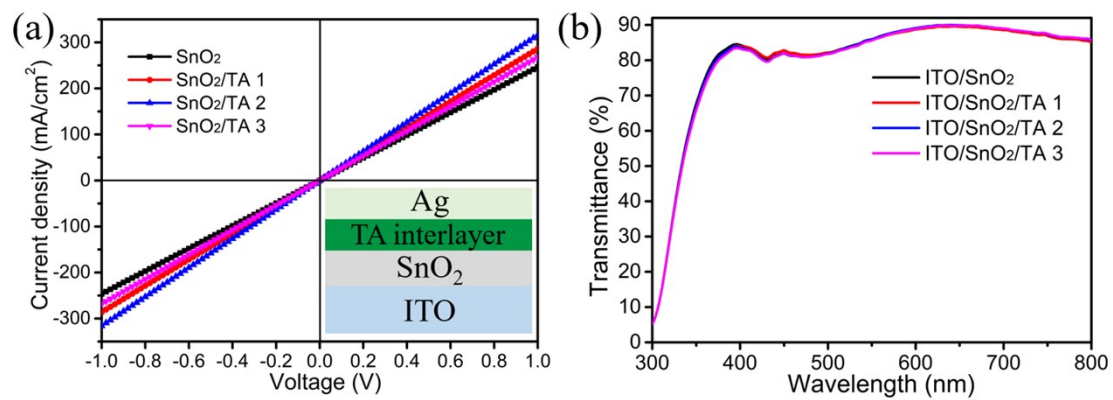 (a)
Current density (mA/cm²)
300
200
100
0
-100
-200
-300
SnO₂
SnO₂/TA 1
SnO₂/TA 2
SnO₂/TA 3
Ag
TA interlayer
SnO₂
ITO
-1.0 -0.8 -0.6 -0.4 -0.2 0.0 0.2 0.4 0.6 0.8 1.0
Voltage (V)
(b)
Transmittance (%)
90
80
70
60
50
40
30
20
10
0
ITO/SnO₂
ITO/SnO₂/TA 1
ITO/SnO₂/TA 2
ITO/SnO₂/TA 3
300 400 500 600 700 800
Wavelength (nm)